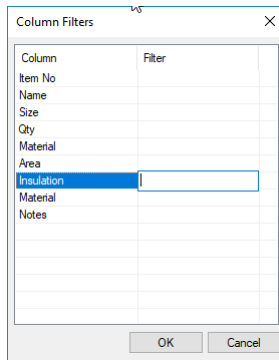 Column Filters
Column Filter
Item No
Name
Size
Qty
Material
Area
Insulation
Material
Notes
OK Cancel